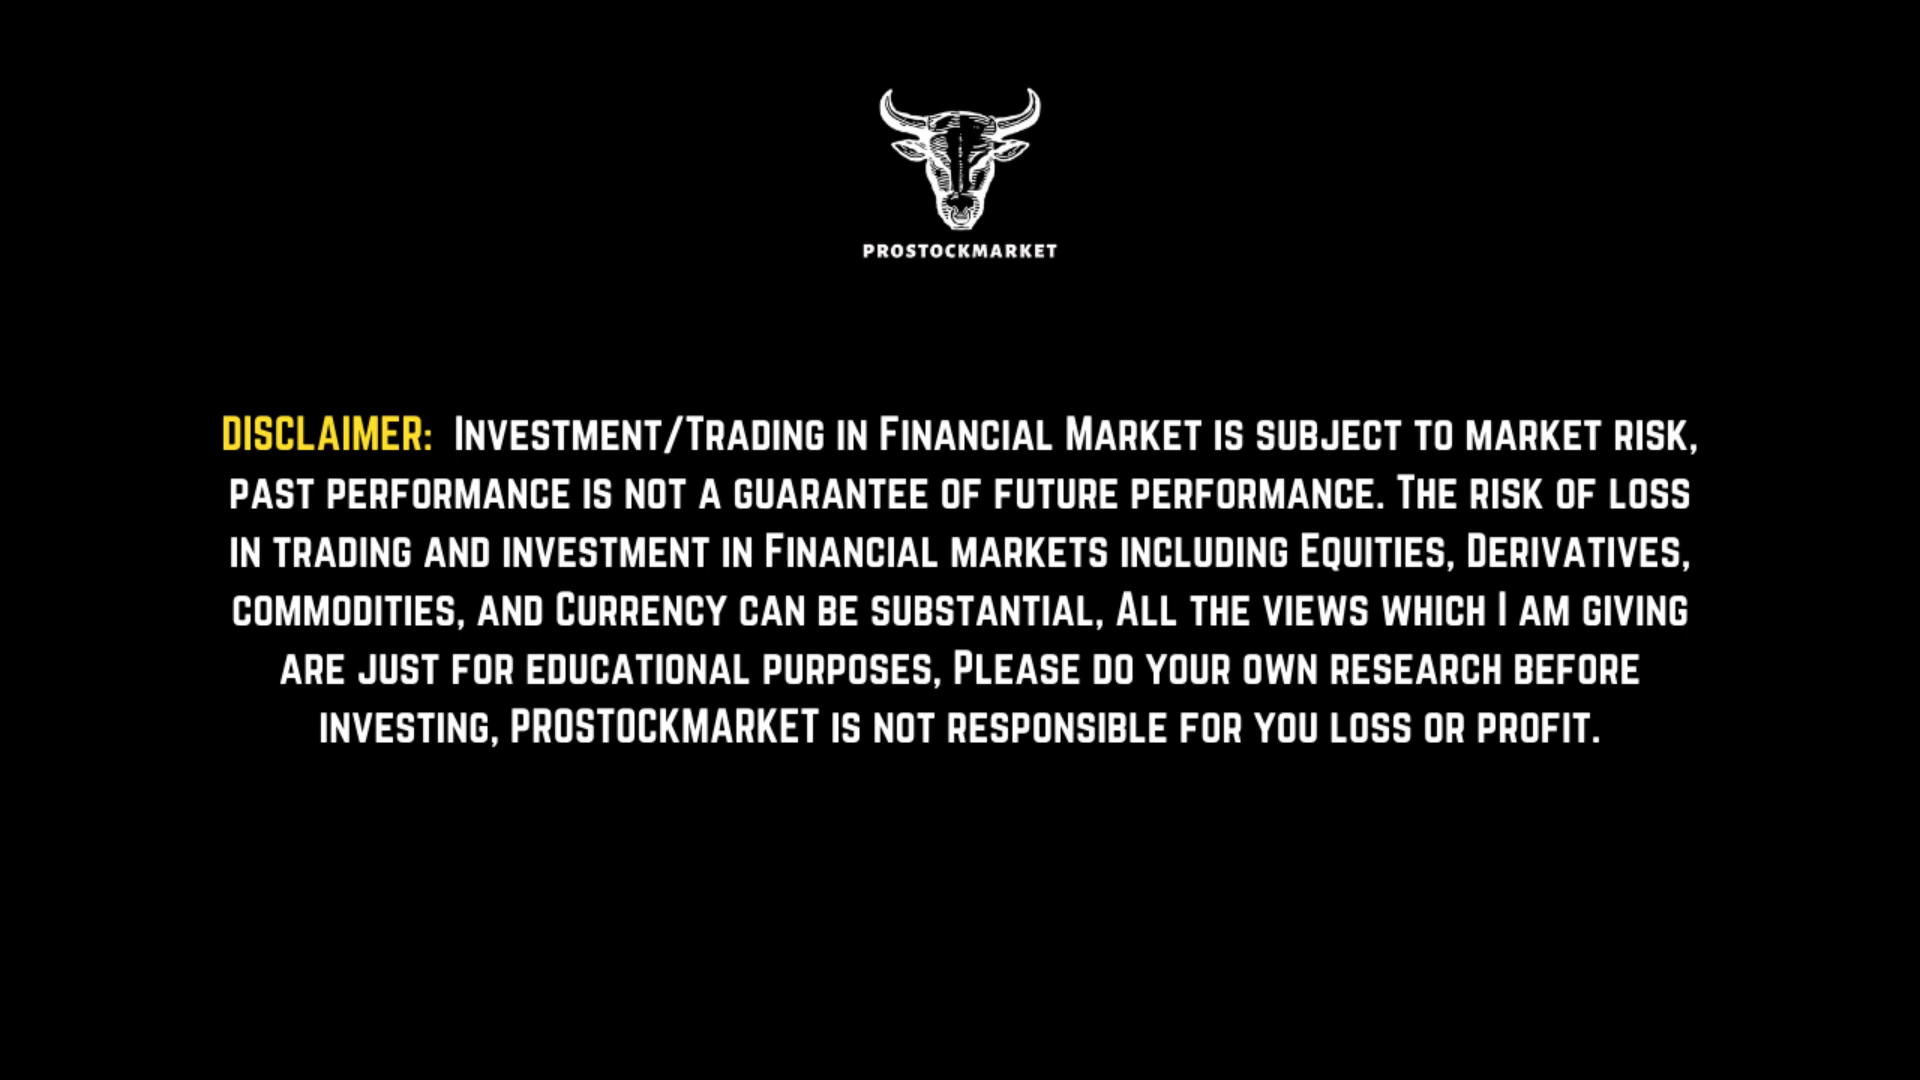 PROSTOCKMARKET
DISCLAIMER: Investment/Trading in Financial Market is subject to market risk,
past performance is not a guarantee of future performance. The risk of loss
in trading and investment in Financial markets including Equities, Derivatives,
commodities, and Currency can be substantial, All the views which I am giving
are just for educational purposes, Please do your own research before
investing, PROSTOCKMARKET is not responsible for you loss or profit.